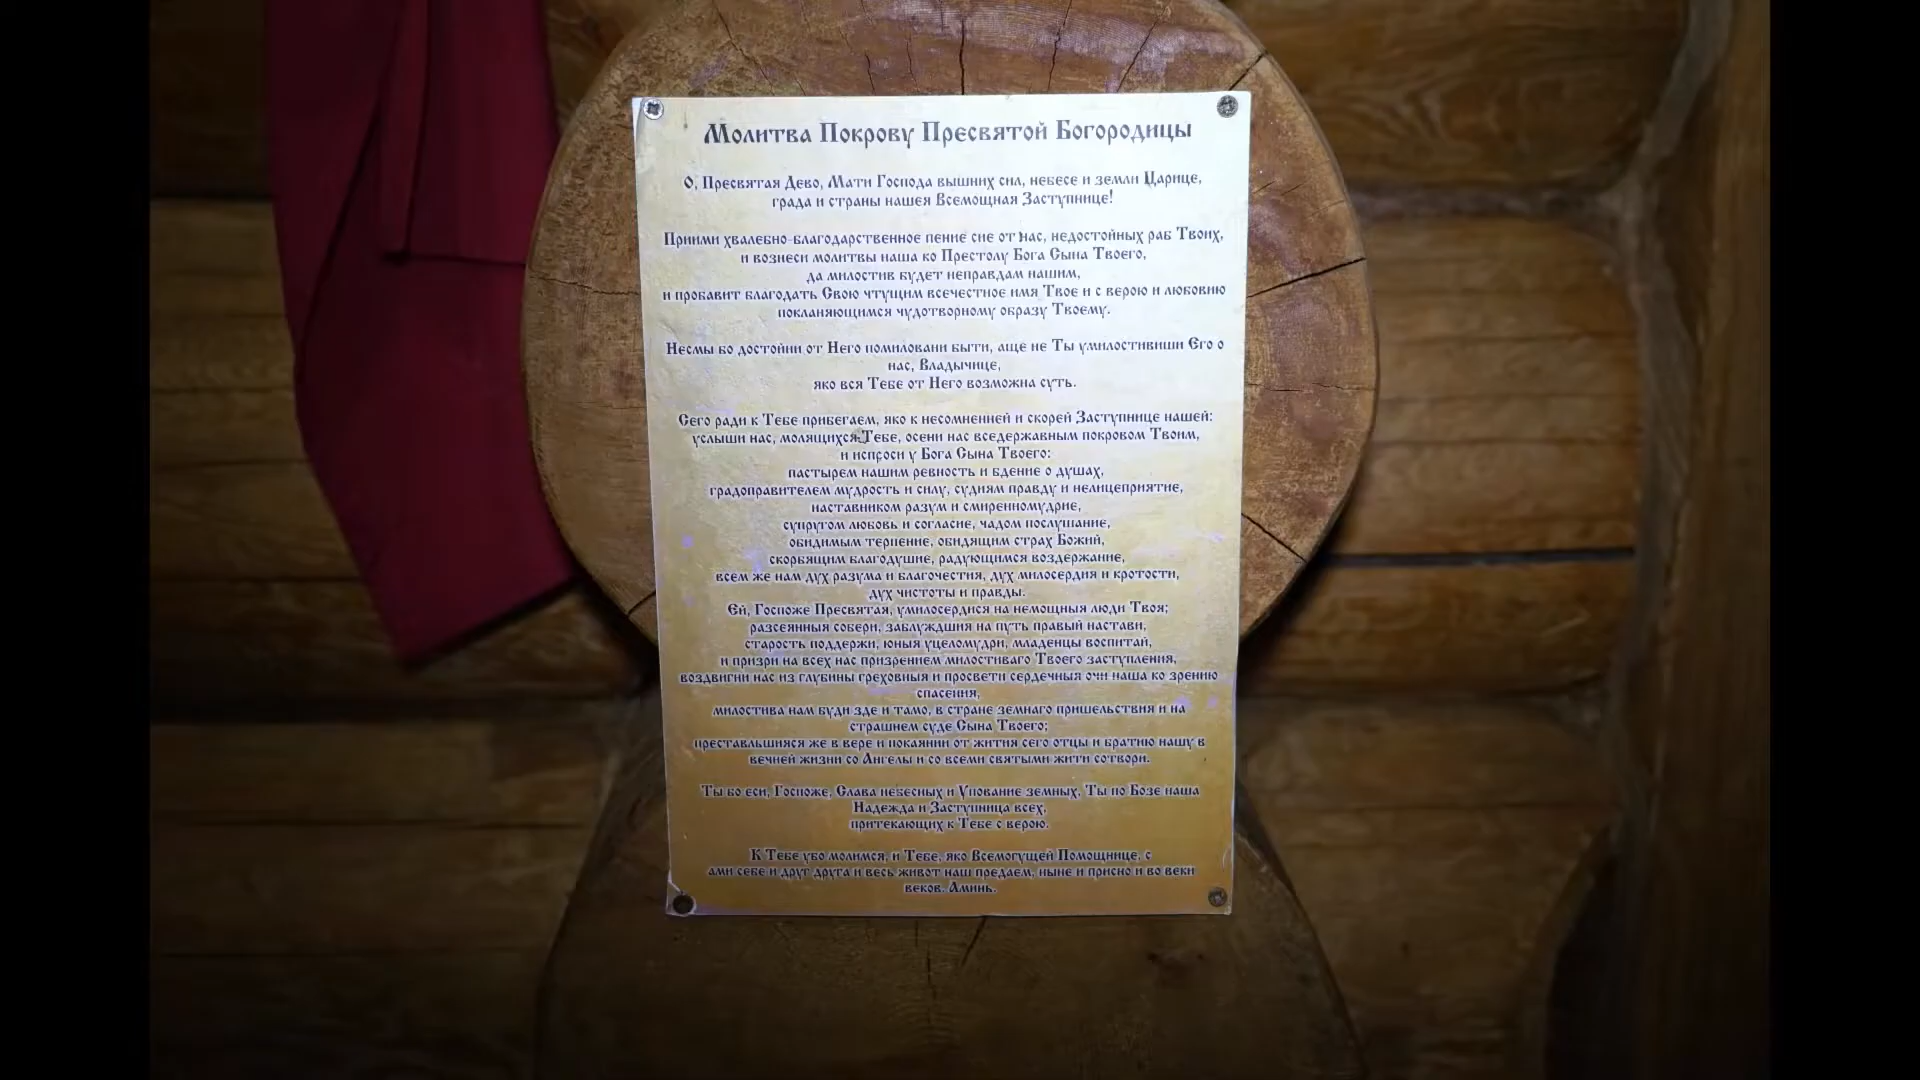 Молитва Покрову Пресвятой Богородицы
О, Пресвятая Дево, Мати Господа вышних сил, небесе и земли Царице,
града и страны нашея Всемощная Заступнице!
Приими хвалебно-благодарственное пение сие от нас, недостойных раб Твоих,
и вознеси молитвы наша ко Престолу Бога Сына Твоего,
да милостив будет неправдам нашим,
и пробавит благодать Свою чтущим всечестное имя Твое и с верою и любовию
покланяющимся чудотворному образу Твоему.
Несмы бо достойни от Него помиловани быти, аще не Ты умилостивиши Его о
нас, Владычице,
яко вся Тебе от Него возможна суть.
Сего ради к Тебе прибегаем, яко к несомненней и скорей Заступнице нашей:
услыши нас, молящихся Тебе, осени нас вседержавным покровом Твоим,
и испроси у Бога Сына Твоего:
пастырем нашим ревность и бдение о душах,
градоправителем мудрость и силу, судиям правду и нелицеприятие,
наставником разум и смиренномудрие,
супругом любовь и согласие, чадом послушание,
обидимым терпение, обидящим страх Божий,
скорбящим благодушие, радующимся воздержание,
всем же нам дух разума и благочестия, дух милосердия и кротости,
дух чистоты и правды.
Ей, Госпоже Пресвятая, умилосердися на немощныя люди Твоя;
разсеянныя собери, заблуждшия на путь правый настави,
старость поддержи, юныя уцеломудри, младенцы воспитай,
и призри на всех нас призрением милостиваго Твоего заступления,
воздвигни нас из глубины греховныя и просвети сердечныя очи наша ко зрению
спасения,
милостива нам буди зде и тамо, в стране земнаго пришельствия и на
страшнем суде Сына Твоего;
преставльшияся же в вере и покаянии от жития сего отцы и братию нашу в
вечней жизни со Ангелы и со всеми святыми жити сотвори.
Ты бо еси, Госпоже, Слава небесных и Упование земных, Ты по Бозе наша
Надежда и Заступница всех,
притекающих к Тебе с верою.
К Тебе убо молимся, и Тебе, яко Всемогущей Помощнице, с
ами себе и друг друга и весь живот наш предаем, ныне и присно и во веки
веков. Аминь.